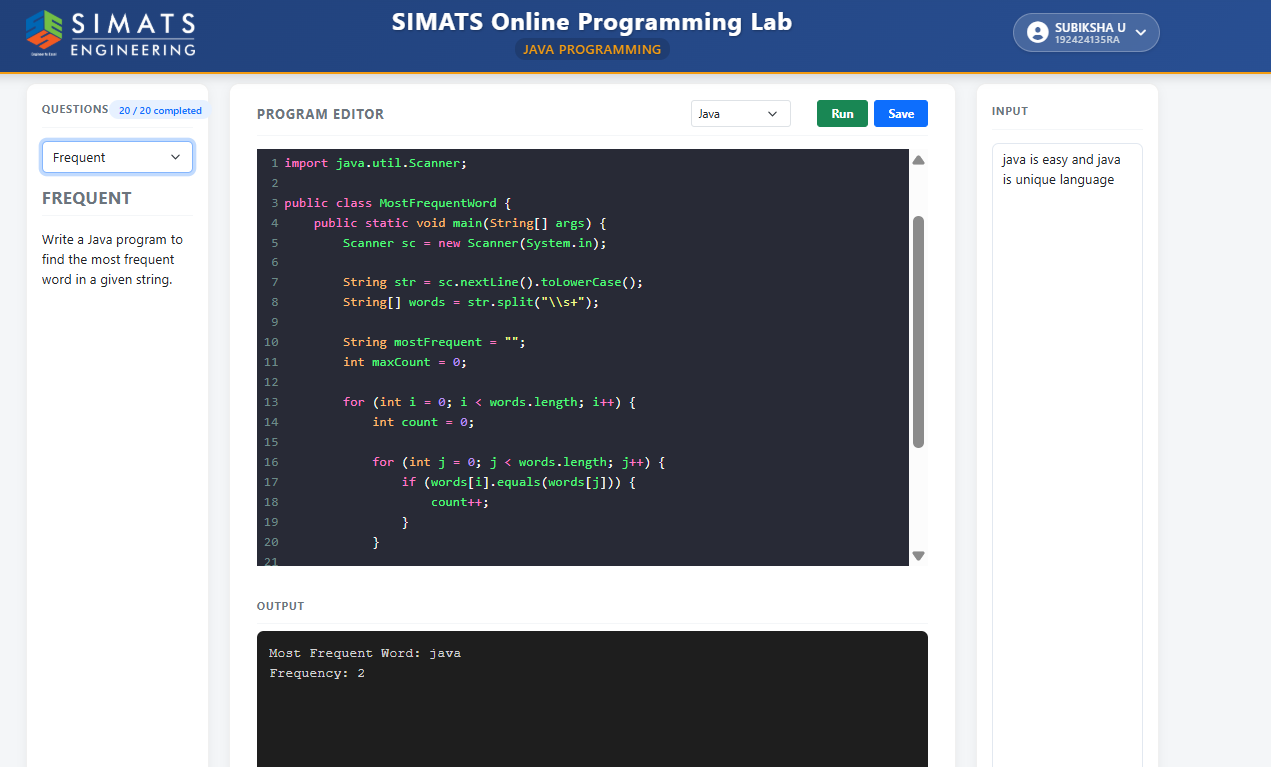 SIMATS
ENGINEERING
Engineer to Excel
SIMATS Online Programming Lab
JAVA PROGRAMMING
SUBIKSHA U
192424135RA
QUESTIONS
20 / 20 completed
Frequent
FREQUENT
Write a Java program to
find the most frequent
word in a given string.
PROGRAM EDITOR
Java
Run
Save
1 import java.util.Scanner;
2
3 public class MostFrequentWord {
4     public static void main(String[] args) {
5         Scanner sc = new Scanner(System.in);
6
7         String str = sc.nextLine().toLowerCase();
8         String[] words = str.split("\\s+");
9
10         String mostFrequent = "";
11         int maxCount = 0;
12
13         for (int i = 0; i < words.length; i++) {
14             int count = 0;
15
16             for (int j = 0; j < words.length; j++) {
17                 if (words[i].equals(words[j])) {
18                     count++;
19                 }
20             }
21
OUTPUT
Most Frequent Word: java
Frequency: 2
INPUT
java is easy and java
is unique language